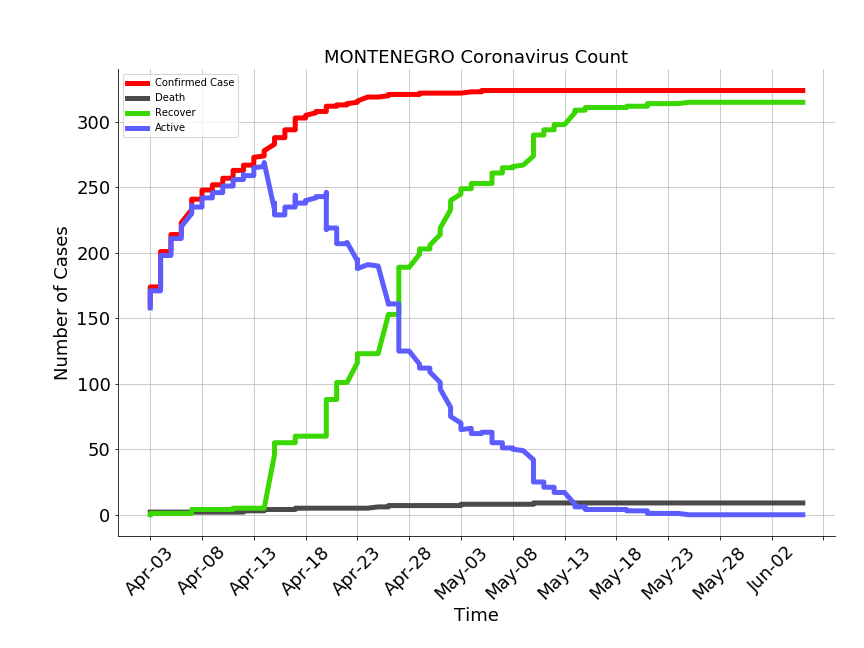 MONTENEGRO Coronavirus Count
Confirmed Case
Death
Recover
Active
Number of Cases
300
250
200
150
100
50
0
Apr-03
Apr-08
Apr-13
Apr-18
Apr-23
Apr-28
May-03
May-08
May-13
May-18
May-23
May-28
Jun-02
Time